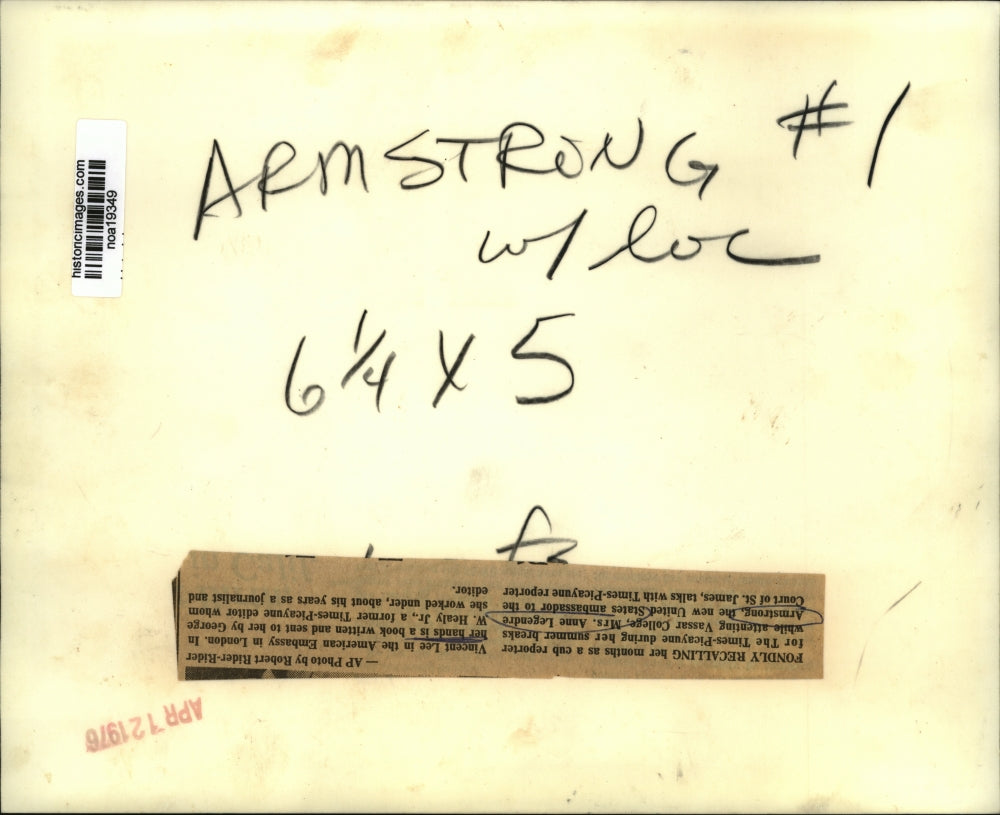 historicimages.com
noa19349
ARMSTRONG #1
w/ loc
6 1/4 X 5
FONDLY RECALLING her months as a cub reporter
for The Times-Picayune during her summer breaks
while attenting Vassar College, Mrs. Anne Legendre
Armstrong, the new United States ambassador to the
Court of St. James, talks with Times-Picayune reporter
— AP Photo by Robert Rider-Rider
Vincent Lee in the American Embassy in London. In
her hands is a book written and sent to her by George
W. Healy Jr., a former Times-Picayune editor whom
she worked under, about his years as a journalist and
editor.
APR 12 1976